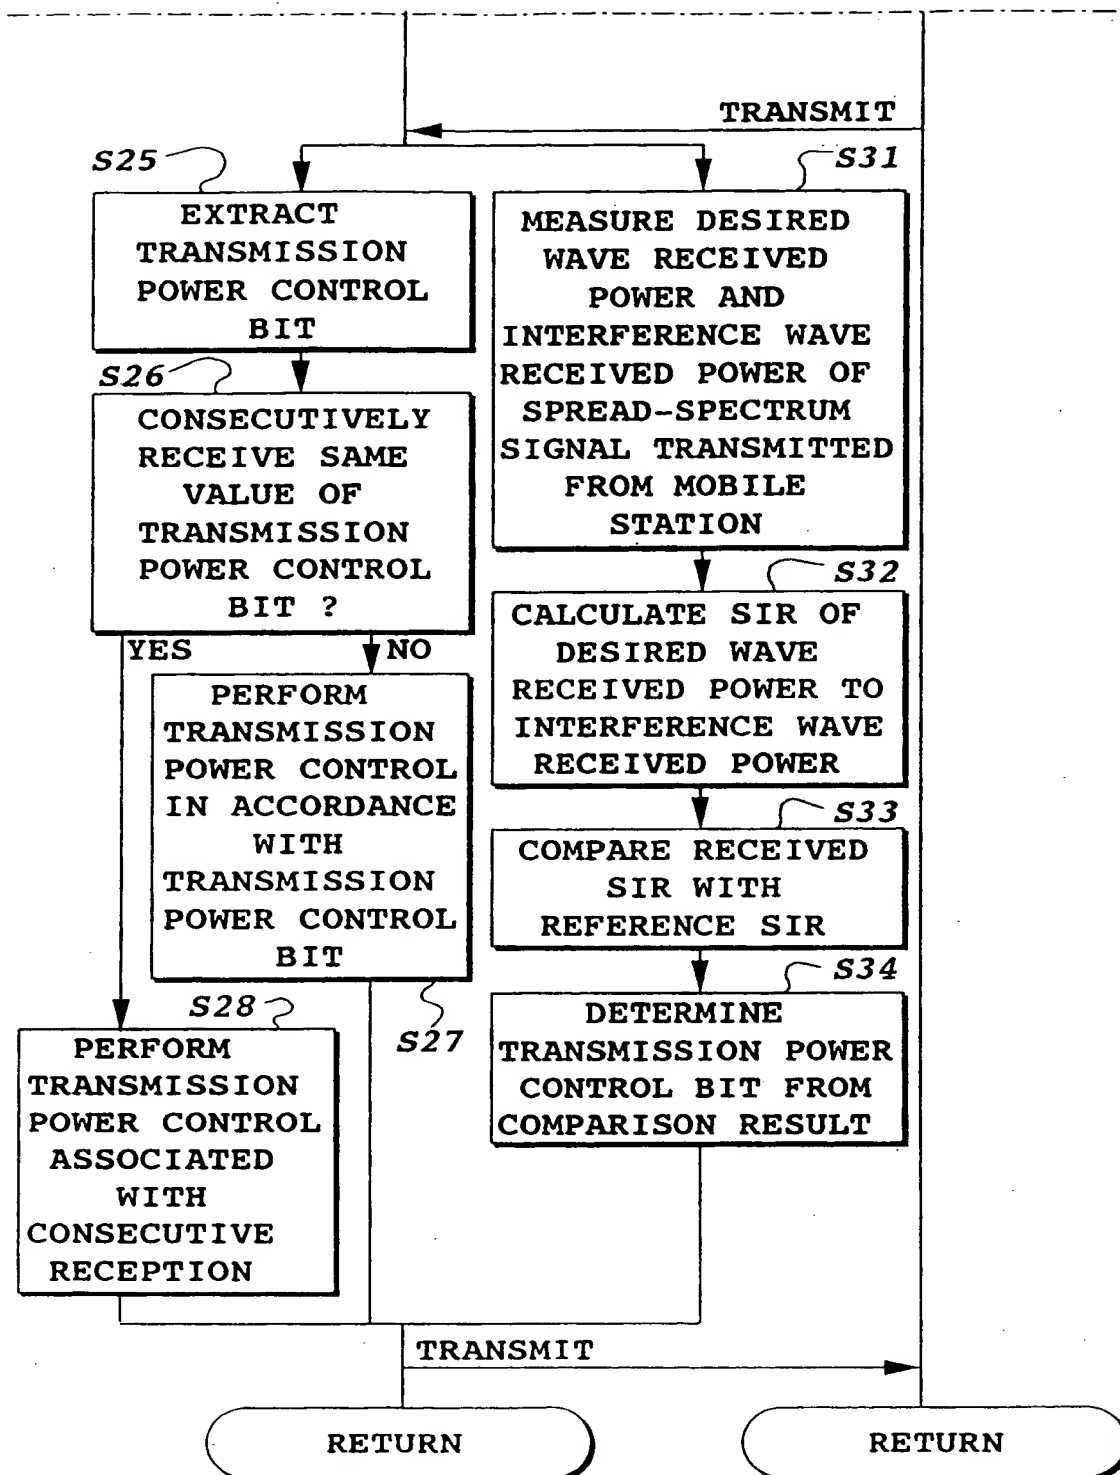 TRANSMIT
S25
EXTRACT
TRANSMISSION
POWER CONTROL
BIT
S26
CONSECUTIVELY
RECEIVE SAME
VALUE OF
TRANSMISSION
POWER CONTROL
BIT ?
YES
NO
PERFORM
TRANSMISSION
POWER CONTROL
IN ACCORDANCE
WITH
TRANSMISSION
POWER CONTROL
BIT
S27
S28
PERFORM
TRANSMISSION
POWER CONTROL
ASSOCIATED
WITH
CONSECUTIVE
RECEPTION
S31
MEASURE DESIRED
WAVE RECEIVED
POWER AND
INTERFERENCE WAVE
RECEIVED POWER OF
SPREAD-SPECTRUM
SIGNAL TRANSMITTED
FROM MOBILE
STATION
S32
CALCULATE SIR OF
DESIRED WAVE
RECEIVED POWER TO
INTERFERENCE WAVE
RECEIVED POWER
S33
COMPARE RECEIVED
SIR WITH
REFERENCE SIR
S34
DETERMINE
TRANSMISSION POWER
CONTROL BIT FROM
COMPARISON RESULT
TRANSMIT
RETURN
RETURN